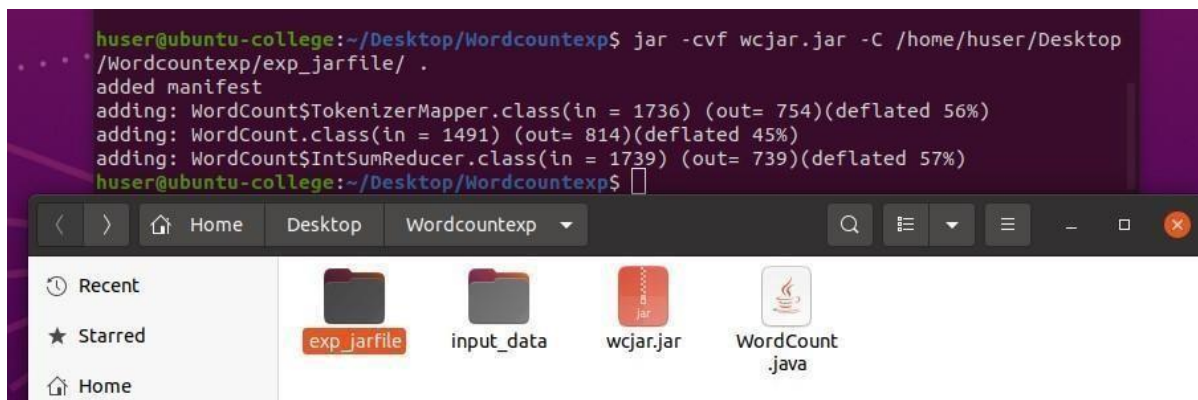 huser@ubuntu-college:~/Desktop/Wordcountexp$ jar -cvf wcjar.jar -C /home/huser/Desktop
/Wordcountexp/exp_jarfile/ .
added manifest
adding: WordCount$TokenizerMapper.class(in = 1736) (out= 754)(deflated 56%)
adding: WordCount.class(in = 1491) (out= 814)(deflated 45%)
adding: WordCount$IntSumReducer.class(in = 1739) (out= 739)(deflated 57%)
huser@ubuntu-college:~/Desktop/Wordcountexp$
Home Desktop Wordcountexp
Recent
Starred
Home
jar
exp_jarfile input_data wcjar.jar WordCount
.java